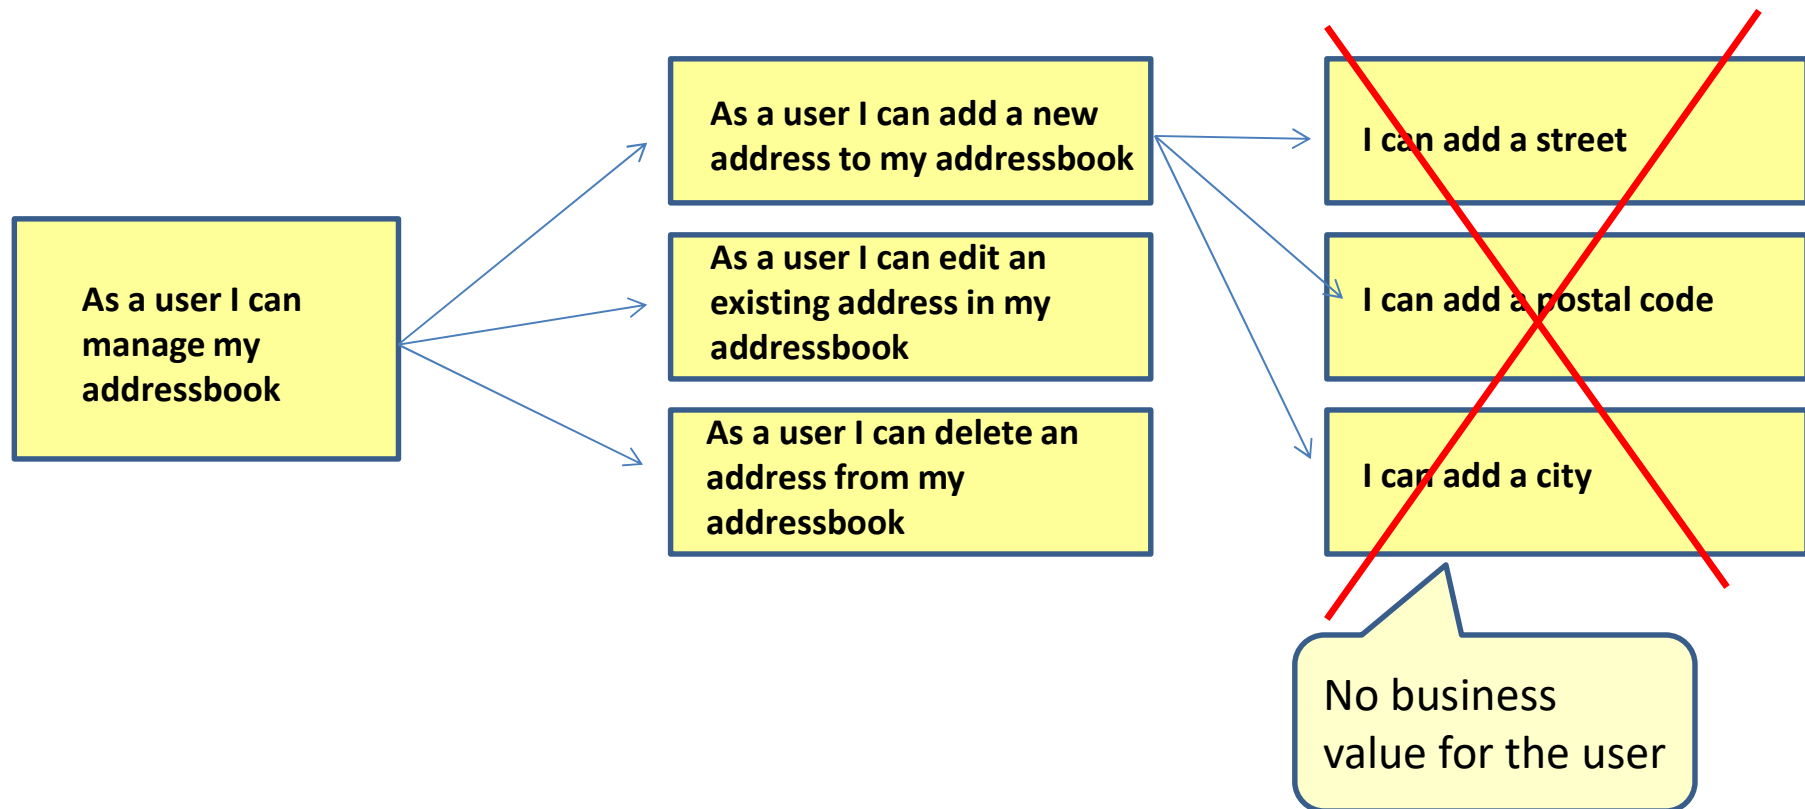 As a user I can
manage my
addressbook
As a user I can add a new
address to my addressbook
As a user I can edit an
existing address in my
addressbook
As a user I can delete an
address from my
addressbook
I can add a street
I can add a postal code
I can add a city
No business
value for the user